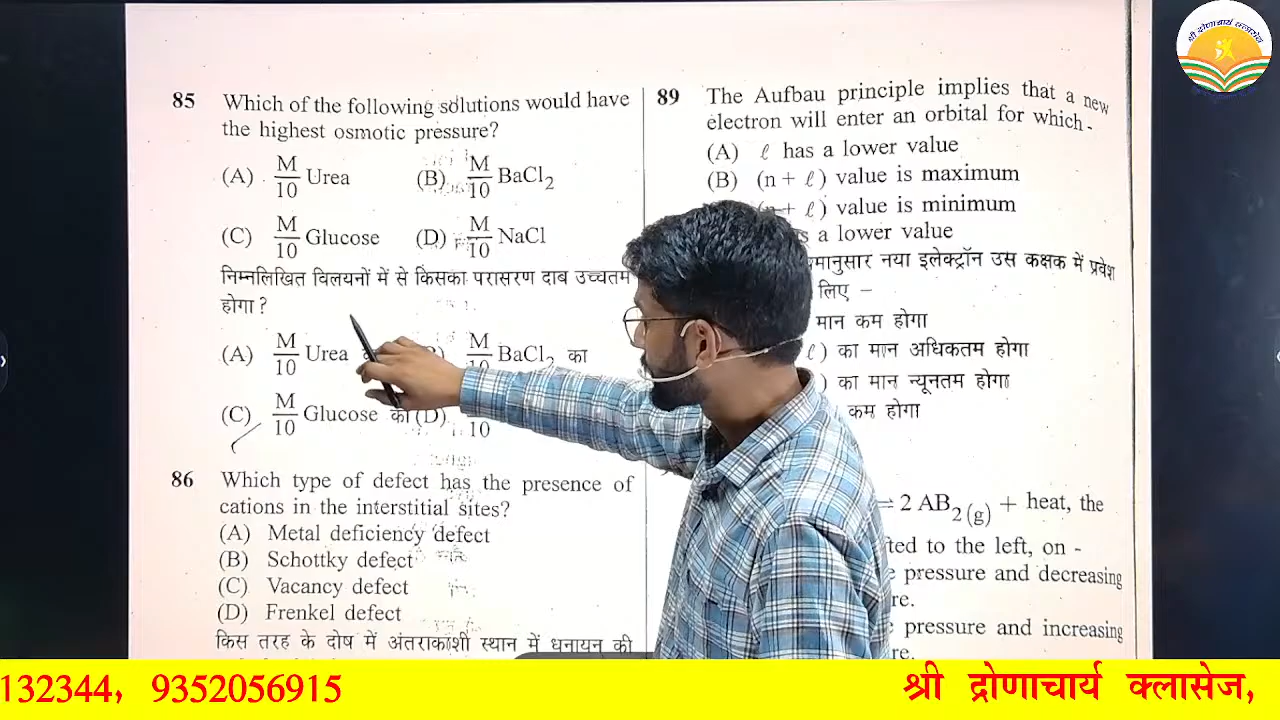 श्री द्रोणाचार्य क्लासेज
85 Which of the following solutions would have
the highest osmotic pressure?
(A) M/10 Urea (B) M/10 BaCl₂
(C) M/10 Glucose (D) M/10 NaCl
निम्नलिखित विलयनों में से किसका परासरण दाब उच्चतम
होगा ?
(A) M/10 Urea M/10 BaCl₂ का
(C) M/10 Glucose का (D) 10
86 Which type of defect has the presence of
cations in the interstitial sites?
(A) Metal deficiency defect
(B) Schottky defect
(C) Vacancy defect
(D) Frenkel defect
किस तरह के दोष में अंतराकाशी स्थान में धनायन की
89 The Aufbau principle implies that a new
electron will enter an orbital for which -
(A) ℓ has a lower value
(B) (n + ℓ) value is maximum
(n + ℓ) value is minimum
s a lower value
मानुसार नया इलेक्ट्रॉन उस कक्षक में प्रवेश
लिए -
मान कम होगा
ℓ) का मान अधिकतम होगा
) का मान न्यूनतम होगा
कम होगा
⇌ 2 AB₂(g) + heat, the
ted to the left, on -
e pressure and decreasing
re.
e pressure and increasing
re.
132344, 9352056915 श्री द्रोणाचार्य क्लासेज,